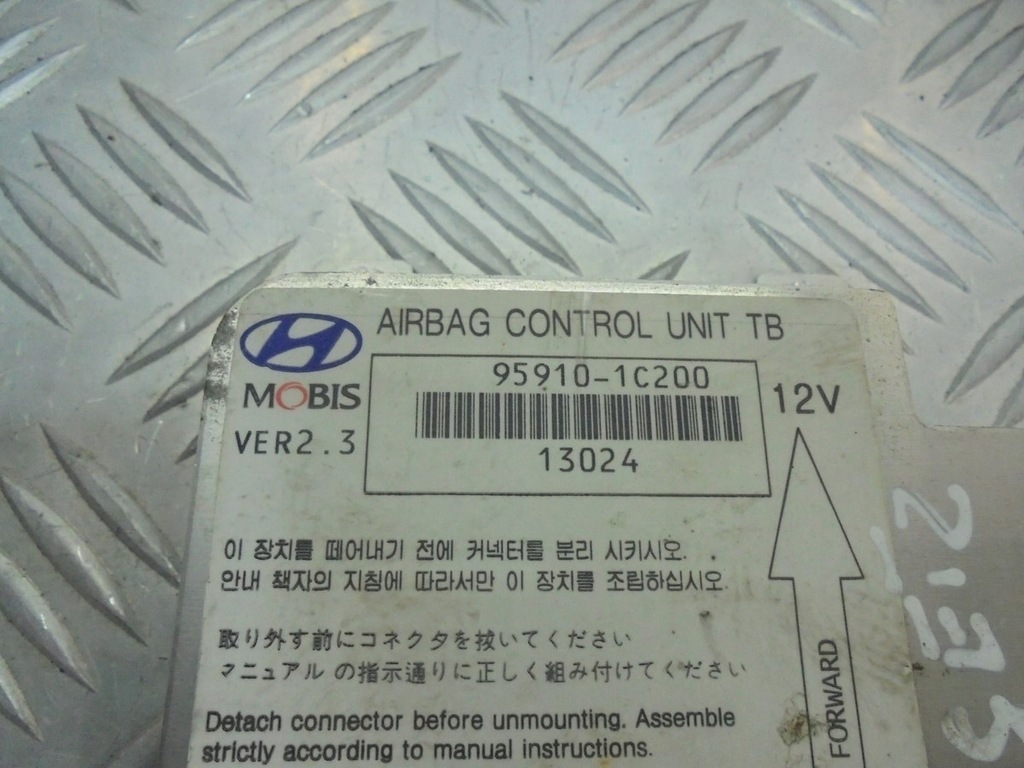 AIRBAG CONTROL UNIT TB
MOBIS
95910-1C200
12V
VER2.3
13024
이 장치를 떼어내기 전에 커넥터를 분리 시키시오.
안내 책자의 지침에 따라서만 이 장치를 조립하십시오.
取り外す前にコネクタを拔いてください
マニュアルの指示通りに正しく組み付けてください
Detach connector before unmounting. Assemble
strictly according to manual instructions.
FORWARD